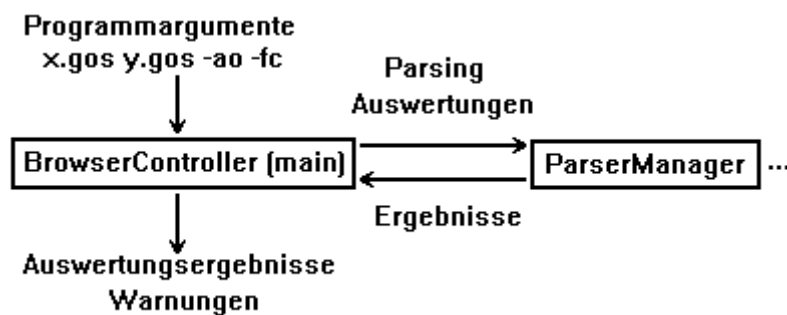 Programmargumente
x.gos y.gos -ao -fc
Parsing
Auswertungen
BrowserController (main)
ParserManager ...
Ergebnisse
Auswertungsergebnisse
Warnungen